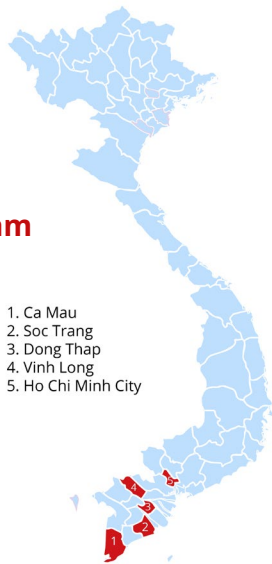 am
1. Ca Mau
2. Soc Trang
3. Dong Thap
4. Vinh Long
5. Ho Chi Minh City
5
4
3
2
1